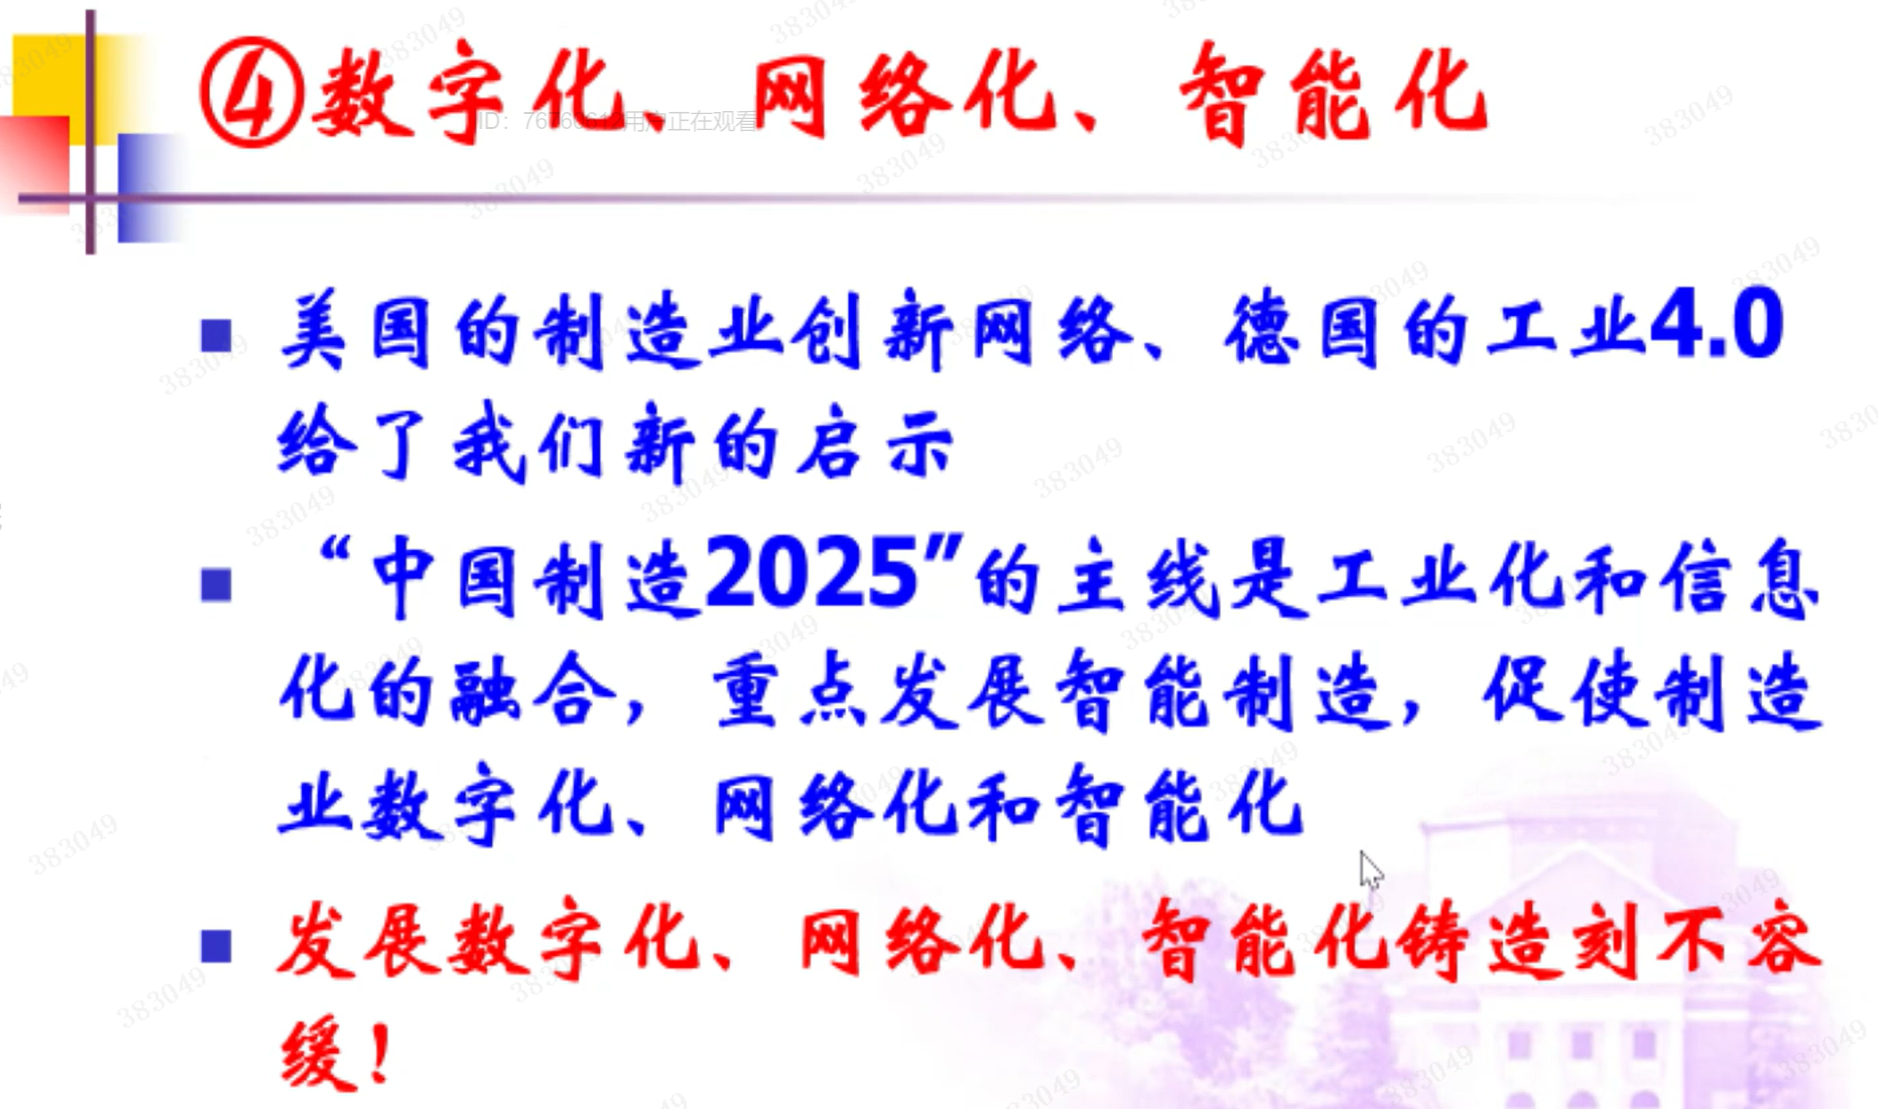 ④数字化、网络化、智能化
用户正在观看
美国的制造业创新网络、德国的工业4.0
给了我们新的启示
“中国制造2025”的主线是工业化和信息
化的融合，重点发展智能制造，促使制造
业数字化、网络化和智能化
发展数字化、网络化、智能化铸造刻不容
缓！
383049